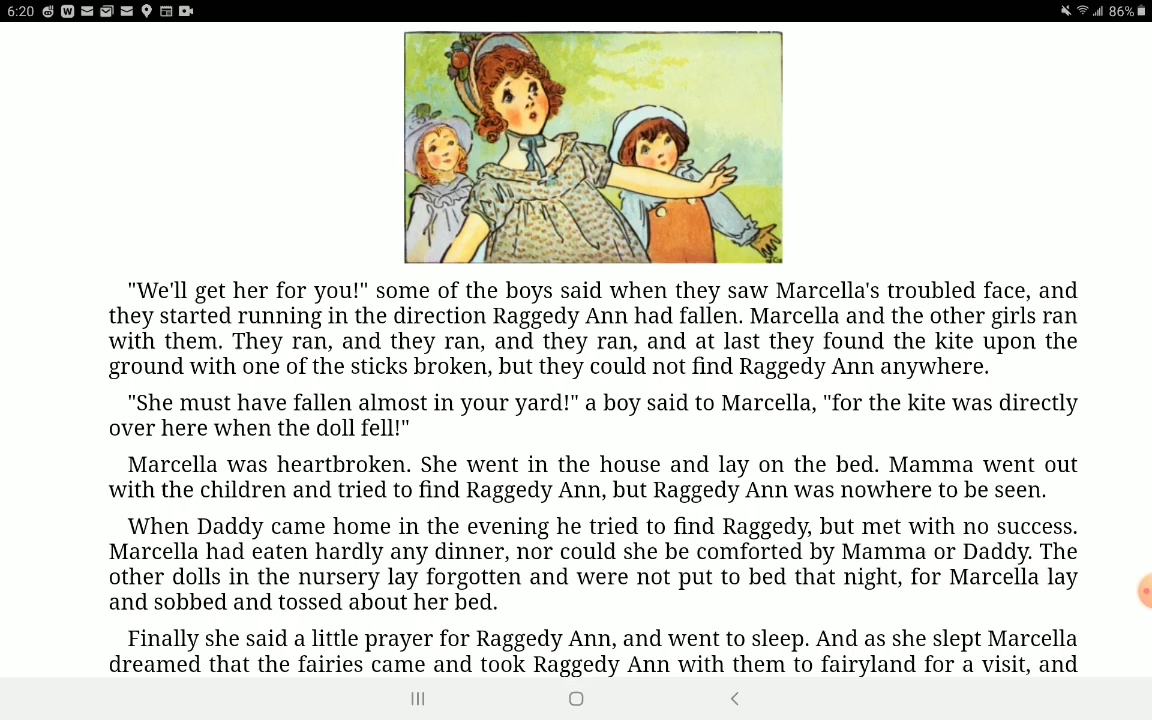 6:20
86%
"We'll get her for you!" some of the boys said when they saw Marcella's troubled face, and
they started running in the direction Raggedy Ann had fallen. Marcella and the other girls ran
with them. They ran, and they ran, and they ran, and at last they found the kite upon the
ground with one of the sticks broken, but they could not find Raggedy Ann anywhere.
"She must have fallen almost in your yard!" a boy said to Marcella, "for the kite was directly
over here when the doll fell!"
Marcella was heartbroken. She went in the house and lay on the bed. Mamma went out
with the children and tried to find Raggedy Ann, but Raggedy Ann was nowhere to be seen.
When Daddy came home in the evening he tried to find Raggedy, but met with no success.
Marcella had eaten hardly any dinner, nor could she be comforted by Mamma or Daddy. The
other dolls in the nursery lay forgotten and were not put to bed that night, for Marcella lay
and sobbed and tossed about her bed.
Finally she said a little prayer for Raggedy Ann, and went to sleep. And as she slept Marcella
dreamed that the fairies came and took Raggedy Ann with them to fairyland for a visit, and